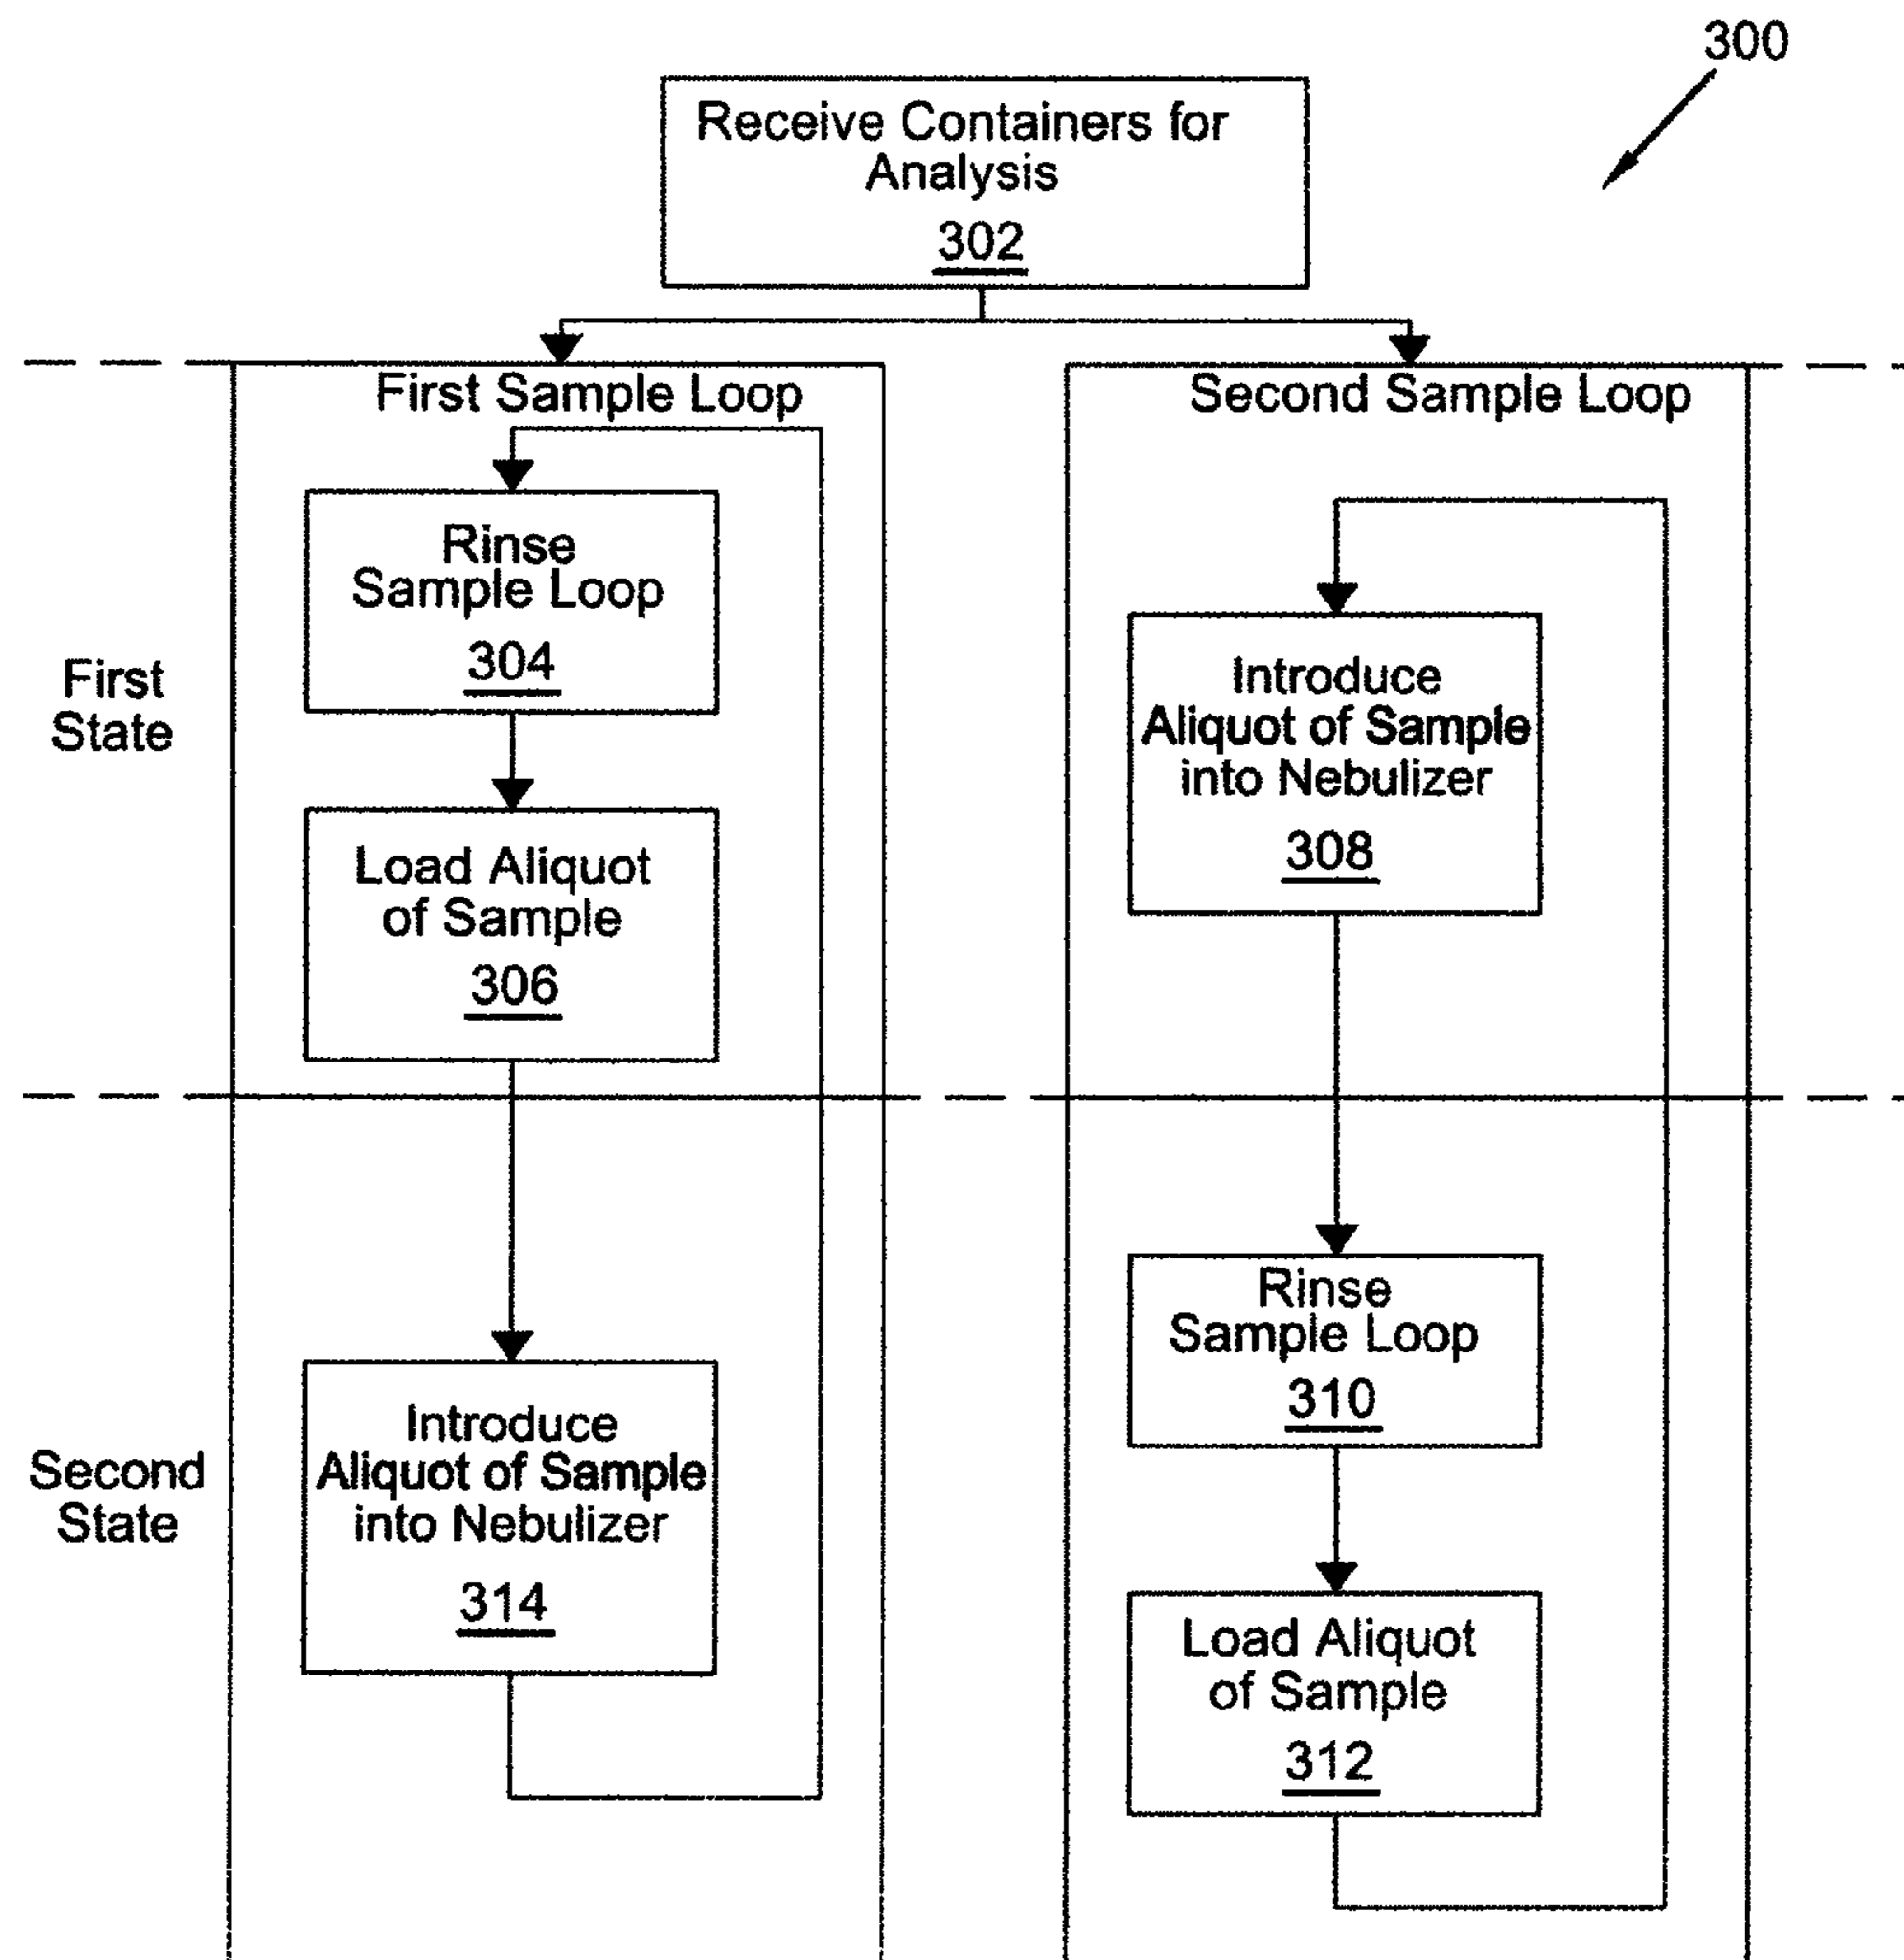 300
Receive Containers for
Analysis
302
First Sample Loop
Second Sample Loop
First
State
Rinse
Sample Loop
304
Load Aliquot
of Sample
306
Introduce
Aliquot of Sample
into Nebulizer
308
Second
State
Introduce
Aliquot of Sample
into Nebulizer
314
Rinse
Sample Loop
310
Load Aliquot
of Sample
312